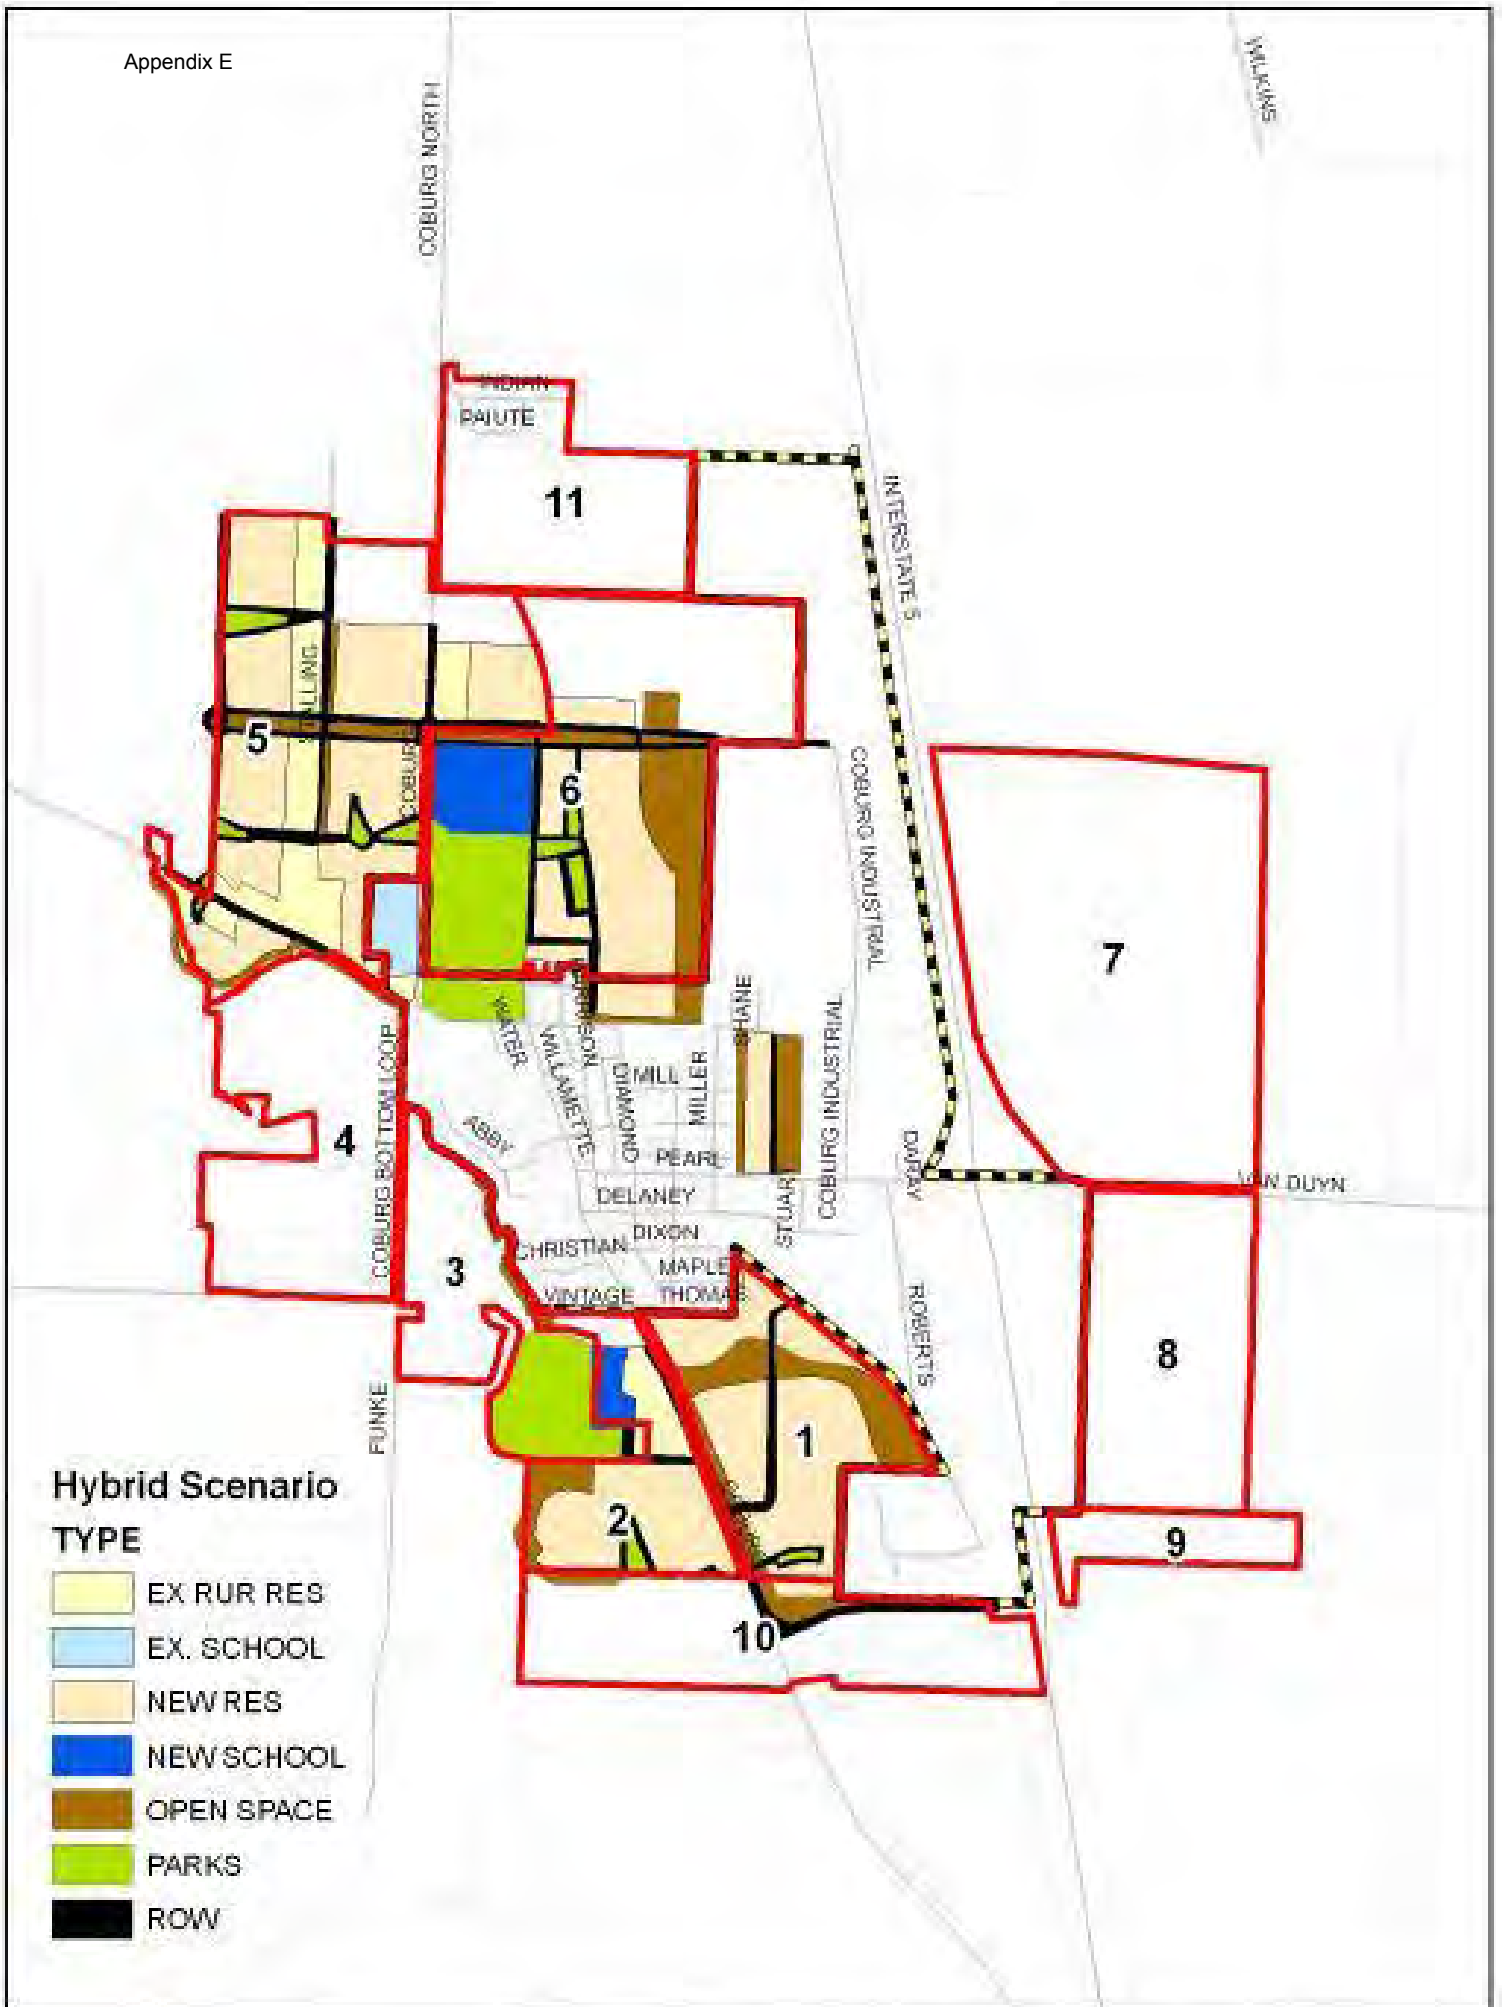 Appendix E
WILKINS
COBURG NORTH
INDIAN
PAIUTE
11
INTERSTATE 5
5
COBURG
6
COBURG INDUSTRIAL
7
WATER
WILLAMETTE
DIAMOND
MILL
MILLER
SHANE
COBURG INDUSTRIAL
ABBY
PEARL
DELANEY
DIXON
CHRISTIAN
MAPLE
VINTAGE
THOMAS
STUAR
DARAY
VAN DUYN
ROBERTS
4
COBURG BOTTOM LOOP
3
8
FUNKE
1
2
9
10
Hybrid Scenario
TYPE
EX RUR RES
EX. SCHOOL
NEW RES
NEW SCHOOL
OPEN SPACE
PARKS
ROW